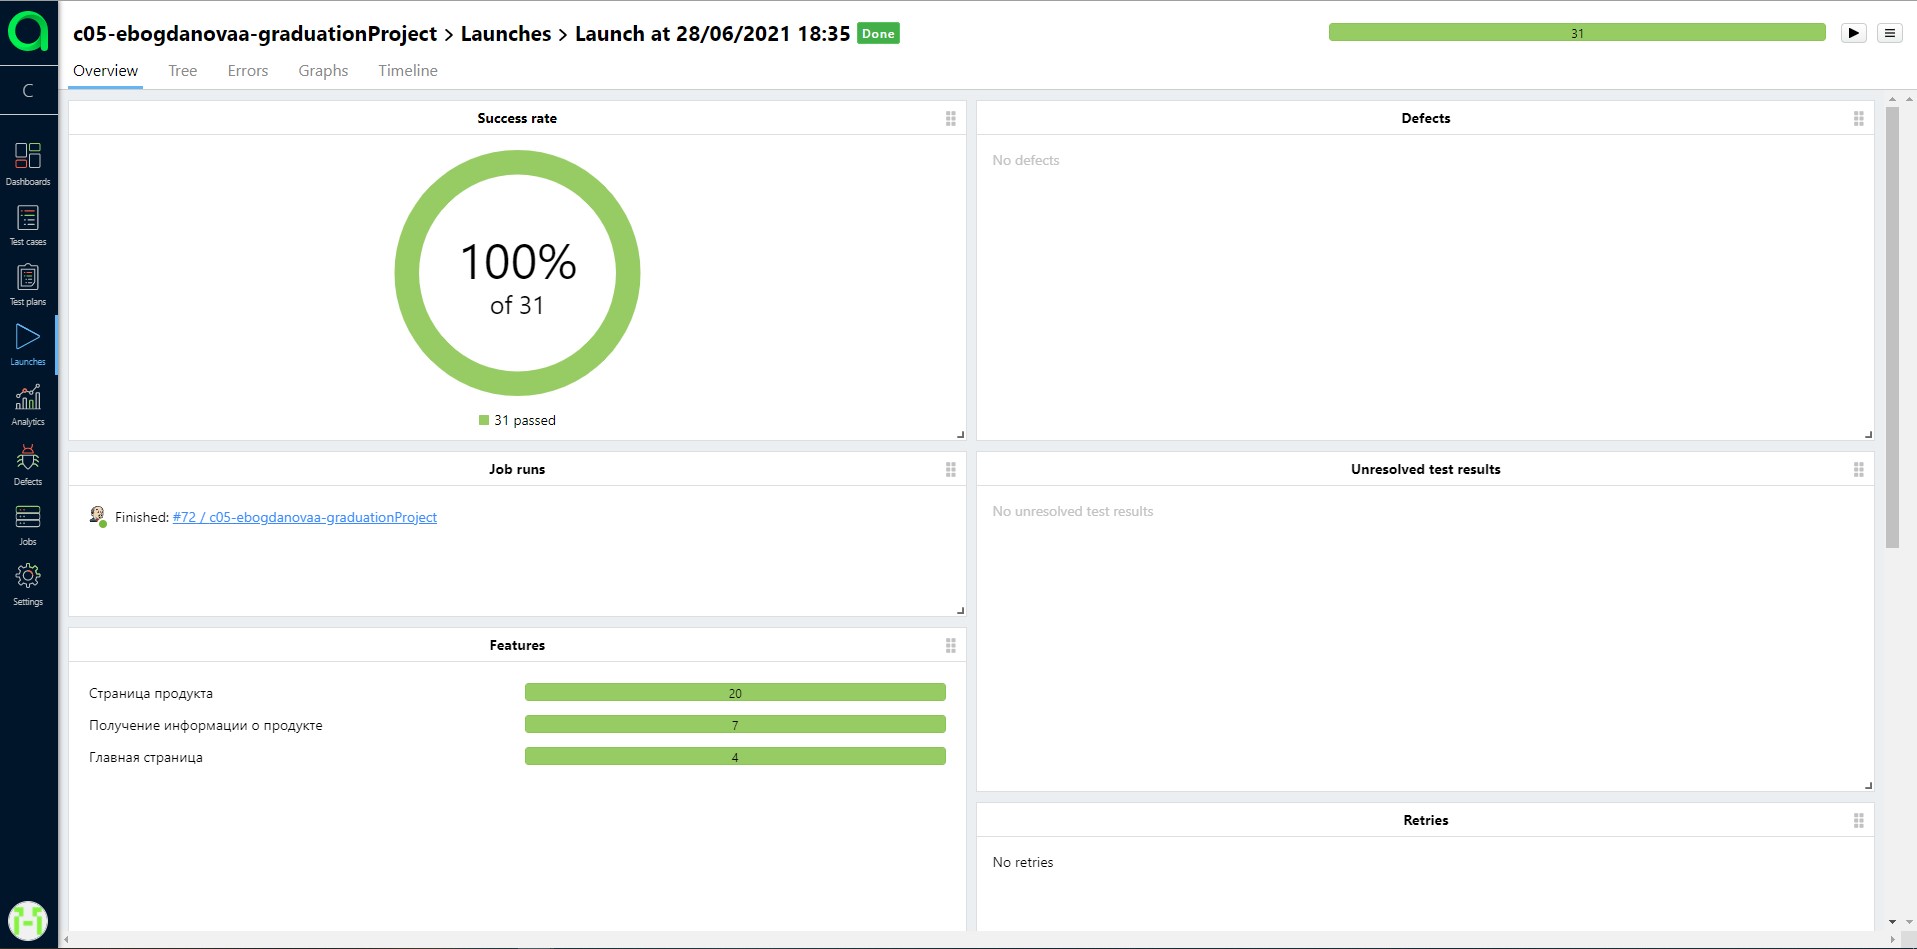 c05-ebogdanovaa-graduationProject > Launches > Launch at 28/06/2021 18:35 Done
31
Overview Tree Errors Graphs Timeline
C
Dashboards
Test cases
Test plans
Launches
Analytics
Defects
Jobs
Settings
Success rate
100%
of 31
31 passed
Defects
No defects
Job runs
Finished: #72 / c05-ebogdanovaa-graduationProject
Unresolved test results
No unresolved test results
Features
Страница продукта 20
Получение информации о продукте 7
Главная страница 4
Retries
No retries